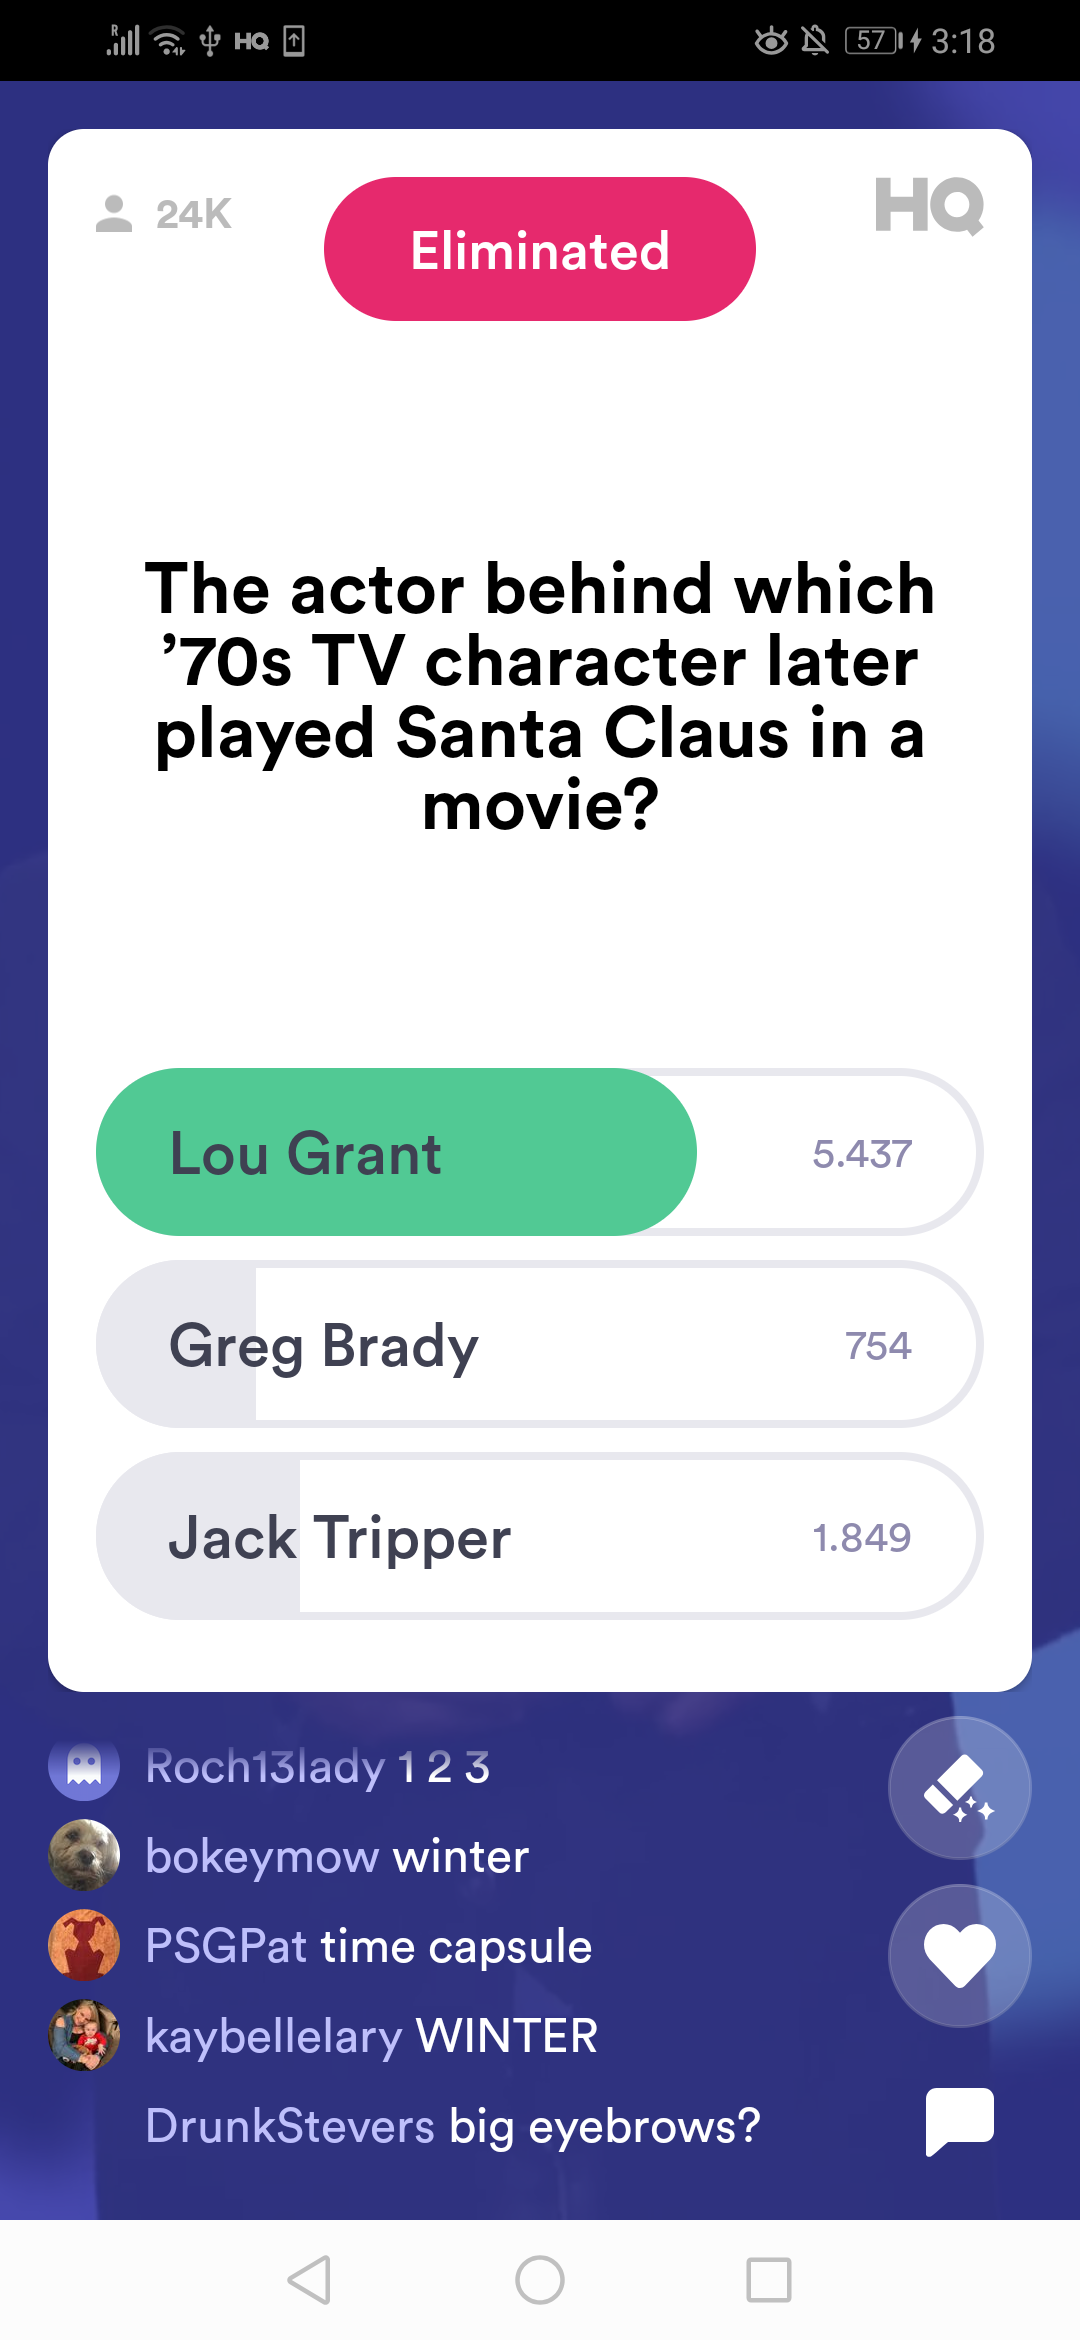 R HQ 57 3:18
24K Eliminated HQ
The actor behind which
’70s TV character later
played Santa Claus in a
movie?
Lou Grant 5.437
Greg Brady 754
Jack Tripper 1.849
Roch13lady 1 2 3
bokeymow winter
PSGPat time capsule
kaybellelary WINTER
DrunkStevers big eyebrows?